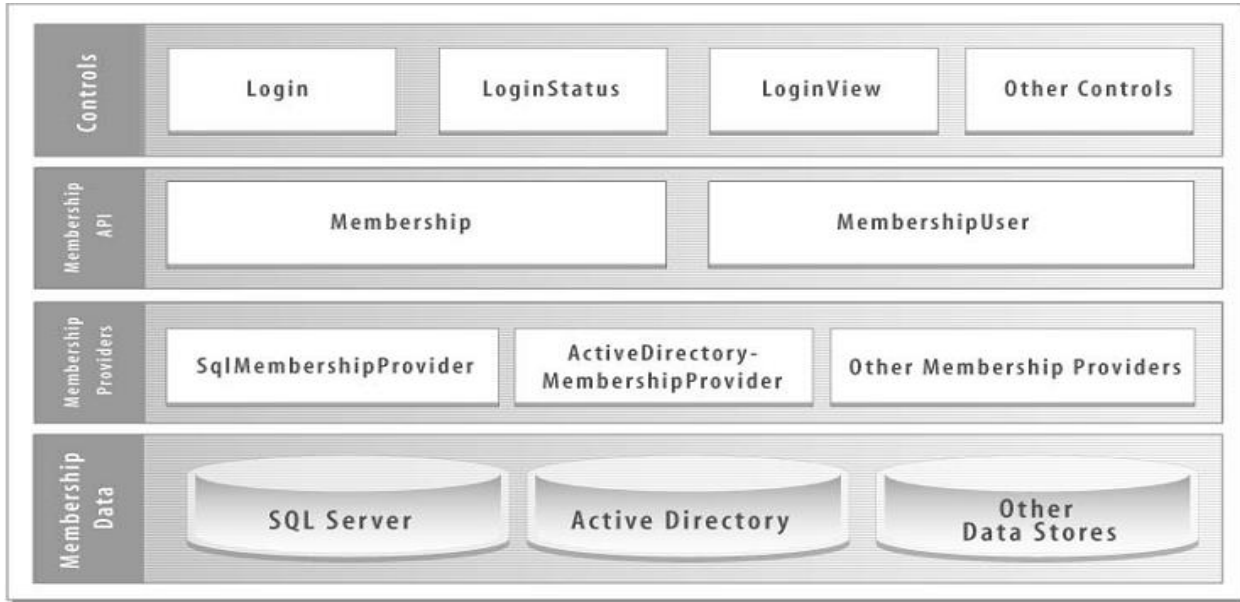 Controls
Login
LoginStatus
LoginView
Other Controls
Membership
API
Membership
MembershipUser
Membership
Providers
SqlMembershipProvider
ActiveDirectory-
MembershipProvider
Other Membership Providers
Membership
Data
SQL Server
Active Directory
Other
Data Stores